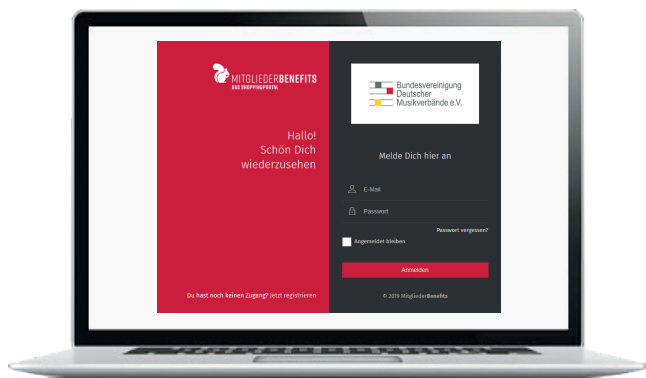 MITGLIEDERBENEFITS
DAS SHOPPINGPORTAL
Hallo!
Schön Dich
wiederzusehen
Du hast noch keinen Zugang? Jetzt registrieren
Bundesvereinigung
Deutscher
Musikverbände e.V.
Melde Dich hier an
E-Mail
Passwort
Passwort vergessen?
Angemeldet bleiben
Anmelden
© 2019 MitgliederBenefits